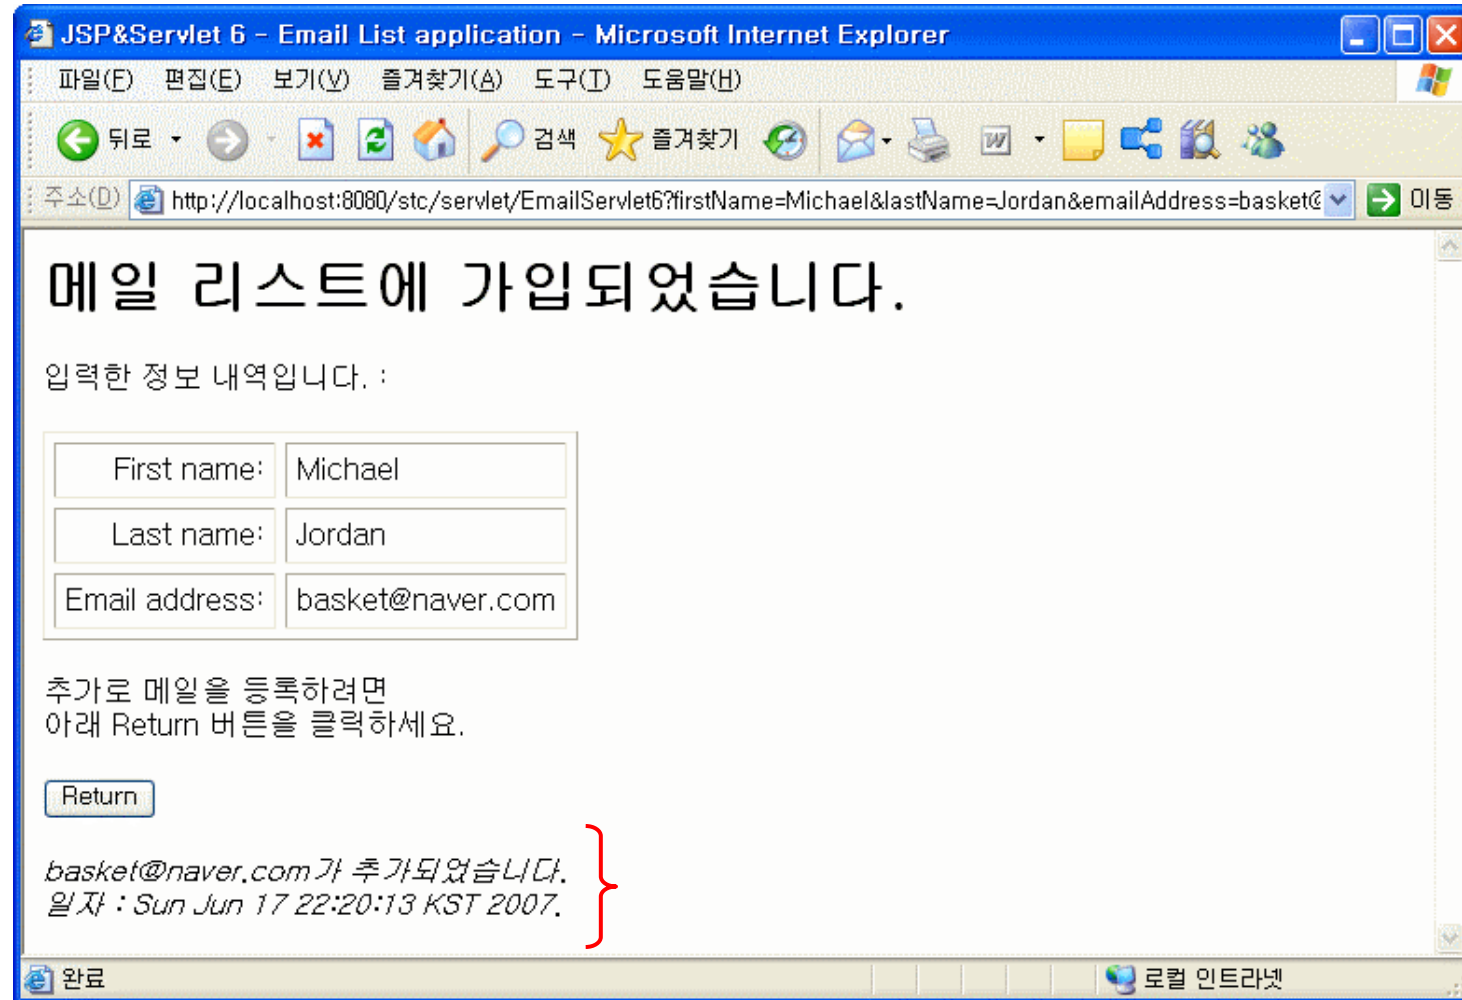 JSP&Servlet 6 - Email List application - Microsoft Internet Explorer
파일(F) 편집(E) 보기(V) 즐겨찾기(A) 도구(T) 도움말(H)
뒤로 검색 즐겨찾기
주소(D) http://localhost:8080/stc/servlet/EmailServlet6?firstName=Michael&lastName=Jordan&emailAddress=basket@ 이동
메일 리스트에 가입되었습니다.
입력한 정보 내역입니다. :
First name: Michael
Last name: Jordan
Email address: basket@naver.com
추가로 메일을 등록하려면
아래 Return 버튼을 클릭하세요.
Return
basket@naver.com가 추가되었습니다.
일자 : Sun Jun 17 22:20:13 KST 2007.
완료 로컬 인트라넷